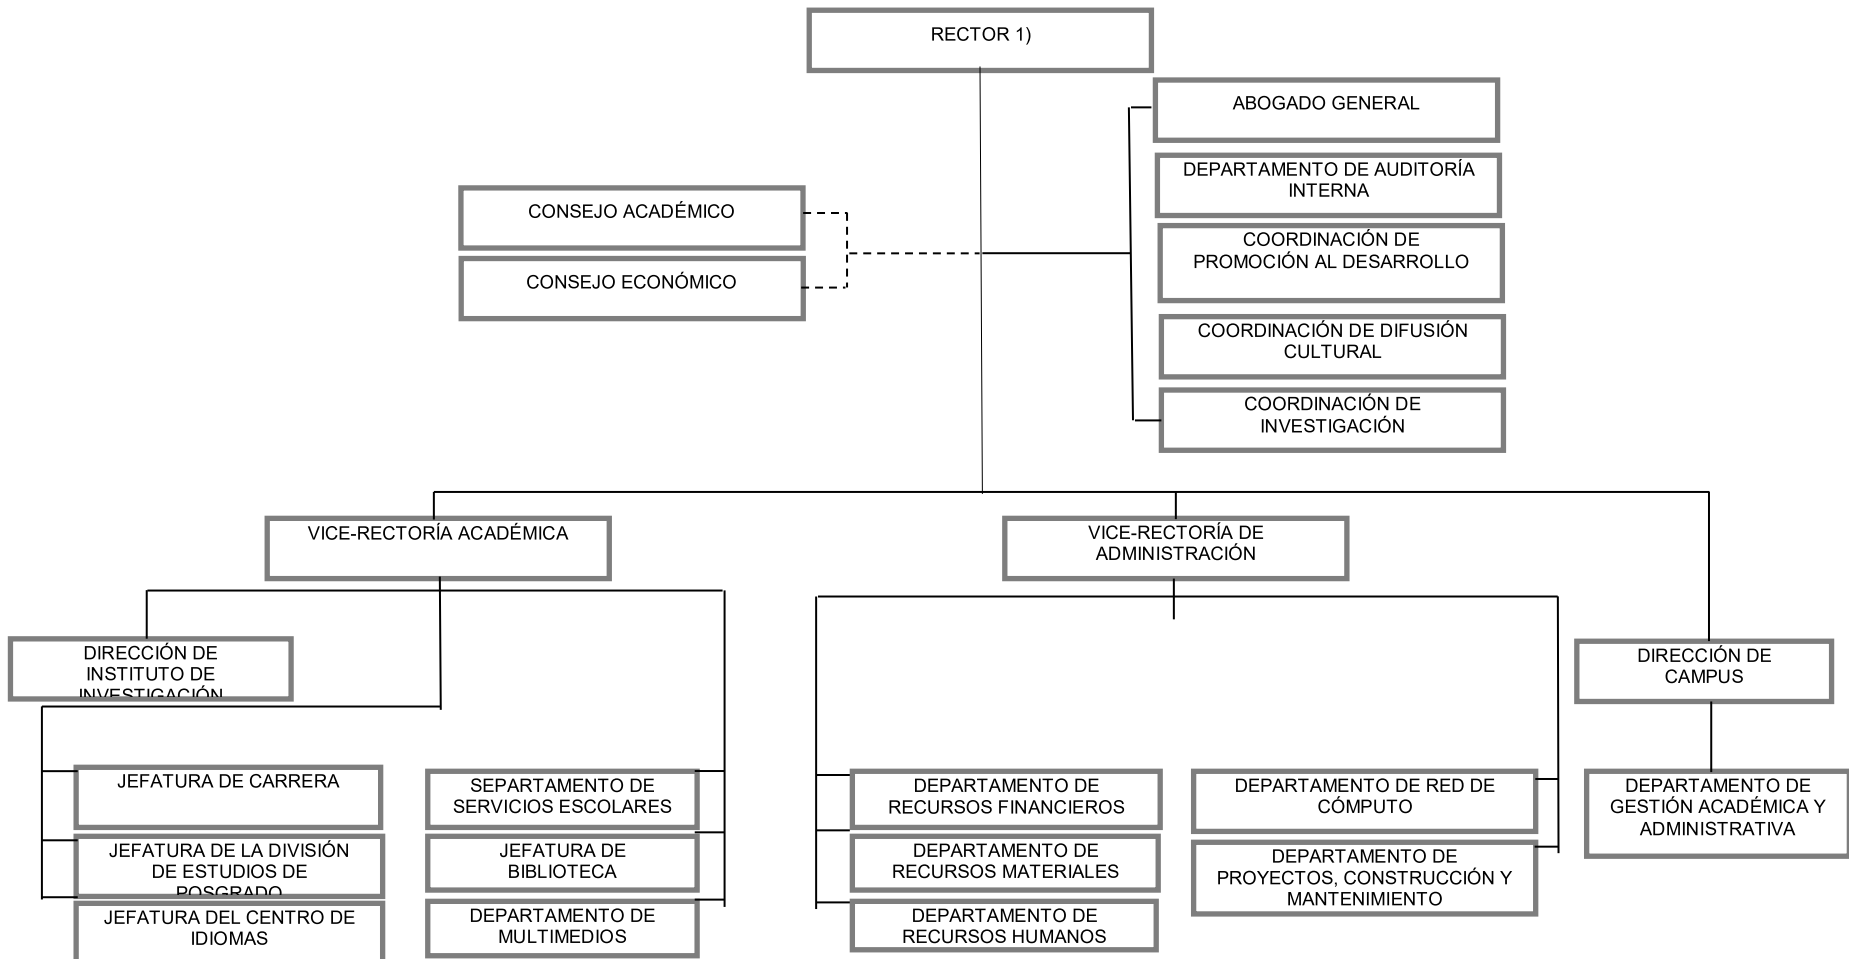 RECTOR 1)
ABOGADO GENERAL
DEPARTAMENTO DE AUDITORÍA
INTERNA
CONSEJO ACADÉMICO
CONSEJO ECONÓMICO
COORDINACIÓN DE
PROMOCIÓN AL DESARROLLO
COORDINACIÓN DE DIFUSIÓN
CULTURAL
COORDINACIÓN DE
INVESTIGACIÓN
VICE-RECTORÍA ACADÉMICA
VICE-RECTORÍA DE
ADMINISTRACIÓN
DIRECCIÓN DE
INSTITUTO DE
INVESTIGACIÓN
DIRECCIÓN DE
CAMPUS
JEFATURA DE CARRERA
JEFATURA DE LA DIVISIÓN
DE ESTUDIOS DE
POSGRADO
JEFATURA DEL CENTRO DE
IDIOMAS
SEPARTAMENTO DE
SERVICIOS ESCOLARES
JEFATURA DE
BIBLIOTECA
DEPARTAMENTO DE
MULTIMEDIOS
DEPARTAMENTO DE
RECURSOS FINANCIEROS
DEPARTAMENTO DE
RECURSOS MATERIALES
DEPARTAMENTO DE
RECURSOS HUMANOS
DEPARTAMENTO DE RED DE
CÓMPUTO
DEPARTAMENTO DE
PROYECTOS, CONSTRUCCIÓN Y
MANTENIMIENTO
DEPARTAMENTO DE
GESTIÓN ACADÉMICA Y
ADMINISTRATIVA